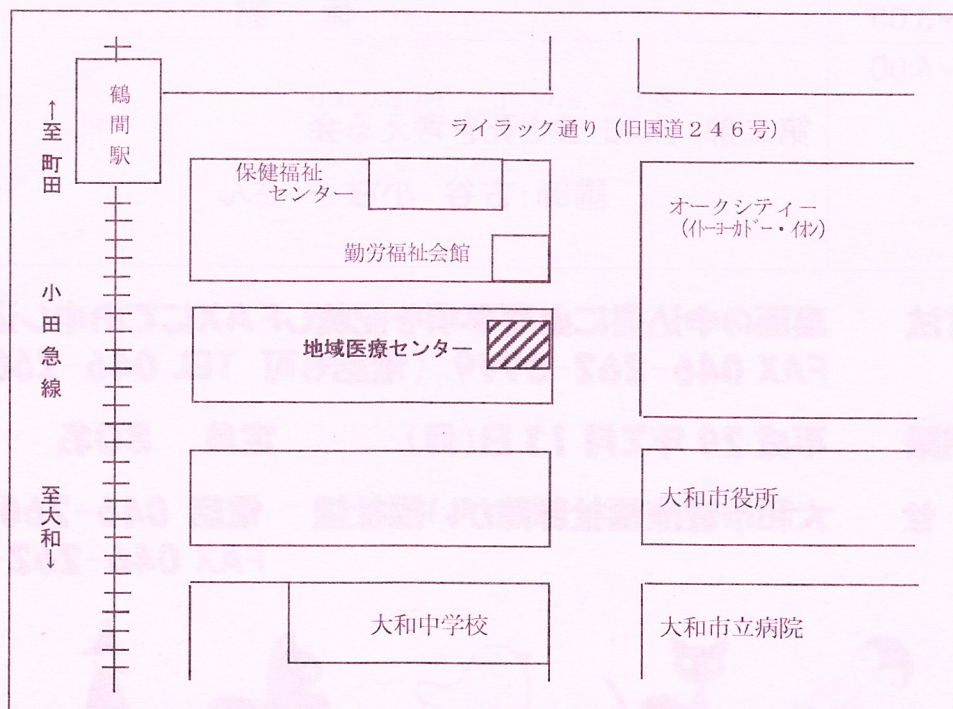 鶴間駅
↑至 町田
ライラック通り（旧国道２４６号）
保健福祉
センター
オークシティー
（イトーヨーカドー・イオン）
勤労福祉会館
小田急線
地域医療センター
至大和↓
大和市役所
大和中学校
大和市立病院